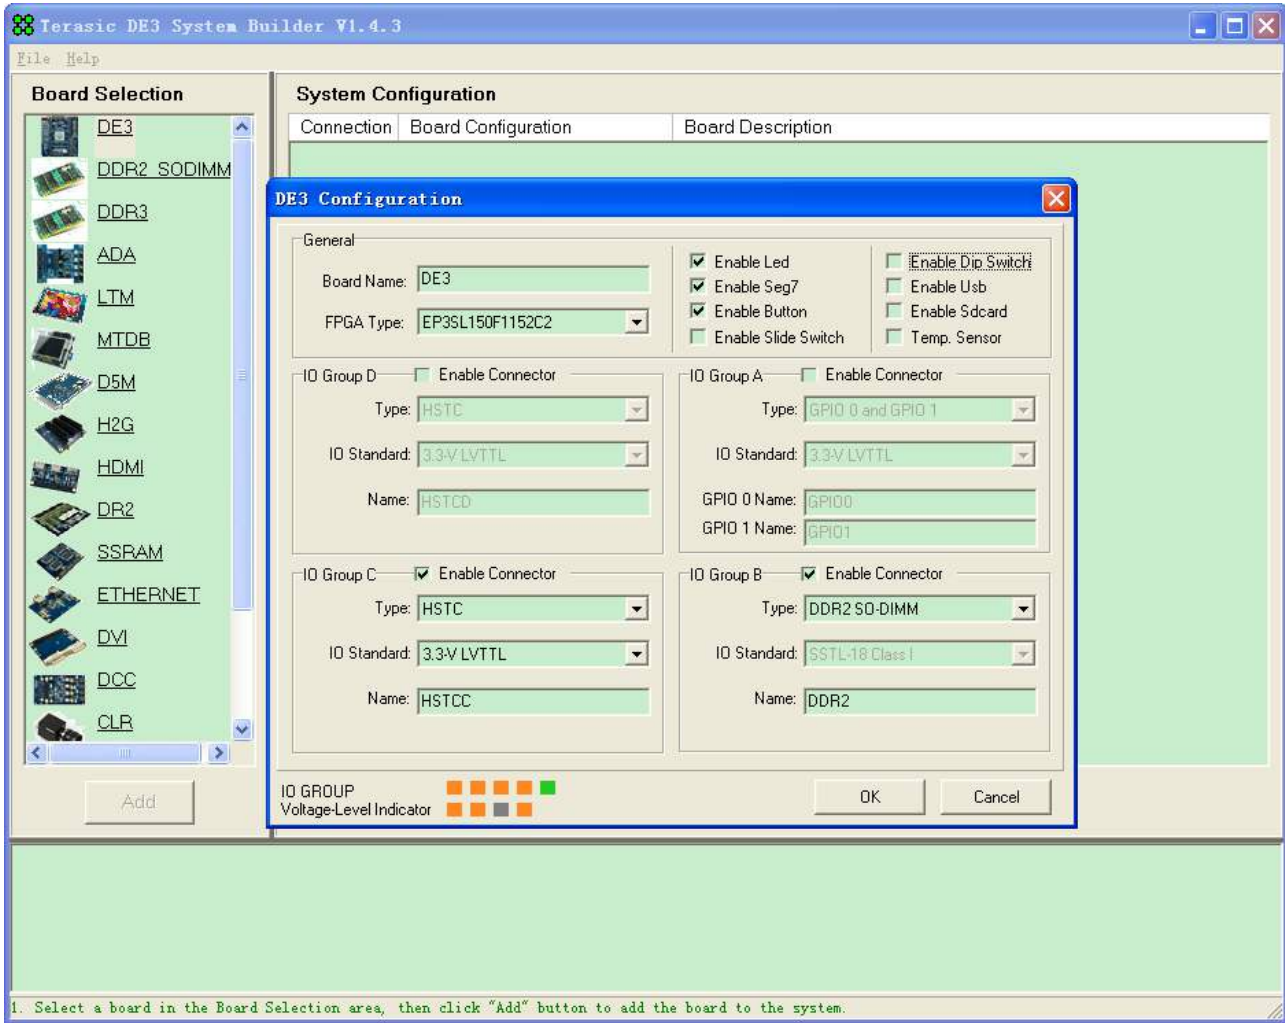 Terasic DE3 System Builder V1.4.3
File Help
Board Selection
DE3
DDR2_SODIMM
DDR3
ADA
LTM
MTDB
D5M
H2G
HDMI
DR2
SSRAM
ETHERNET
DVI
DCC
CLR
Add
System Configuration
Connection Board Configuration Board Description
DE3 Configuration
General
Board Name: DE3
FPGA Type: EP3SL150F1152C2
Enable Led
Enable Seg7
Enable Button
Enable Slide Switch
Enable Dip Switch
Enable Usb
Enable Sdcard
Temp. Sensor
IO Group D Enable Connector
Type: HSTC
IO Standard: 3.3-V LVTTL
Name: HSTCD
IO Group A Enable Connector
Type: GPIO 0 and GPIO 1
IO Standard: 3.3-V LVTTL
GPIO 0 Name: GPIO0
GPIO 1 Name: GPIO1
IO Group C Enable Connector
Type: HSTC
IO Standard: 3.3-V LVTTL
Name: HSTCC
IO Group B Enable Connector
Type: DDR2 SO-DIMM
IO Standard: SSTL-18 Class I
Name: DDR2
IO GROUP
Voltage-Level Indicator
OK Cancel
1. Select a board in the Board Selection area, then click "Add" button to add the board to the system.